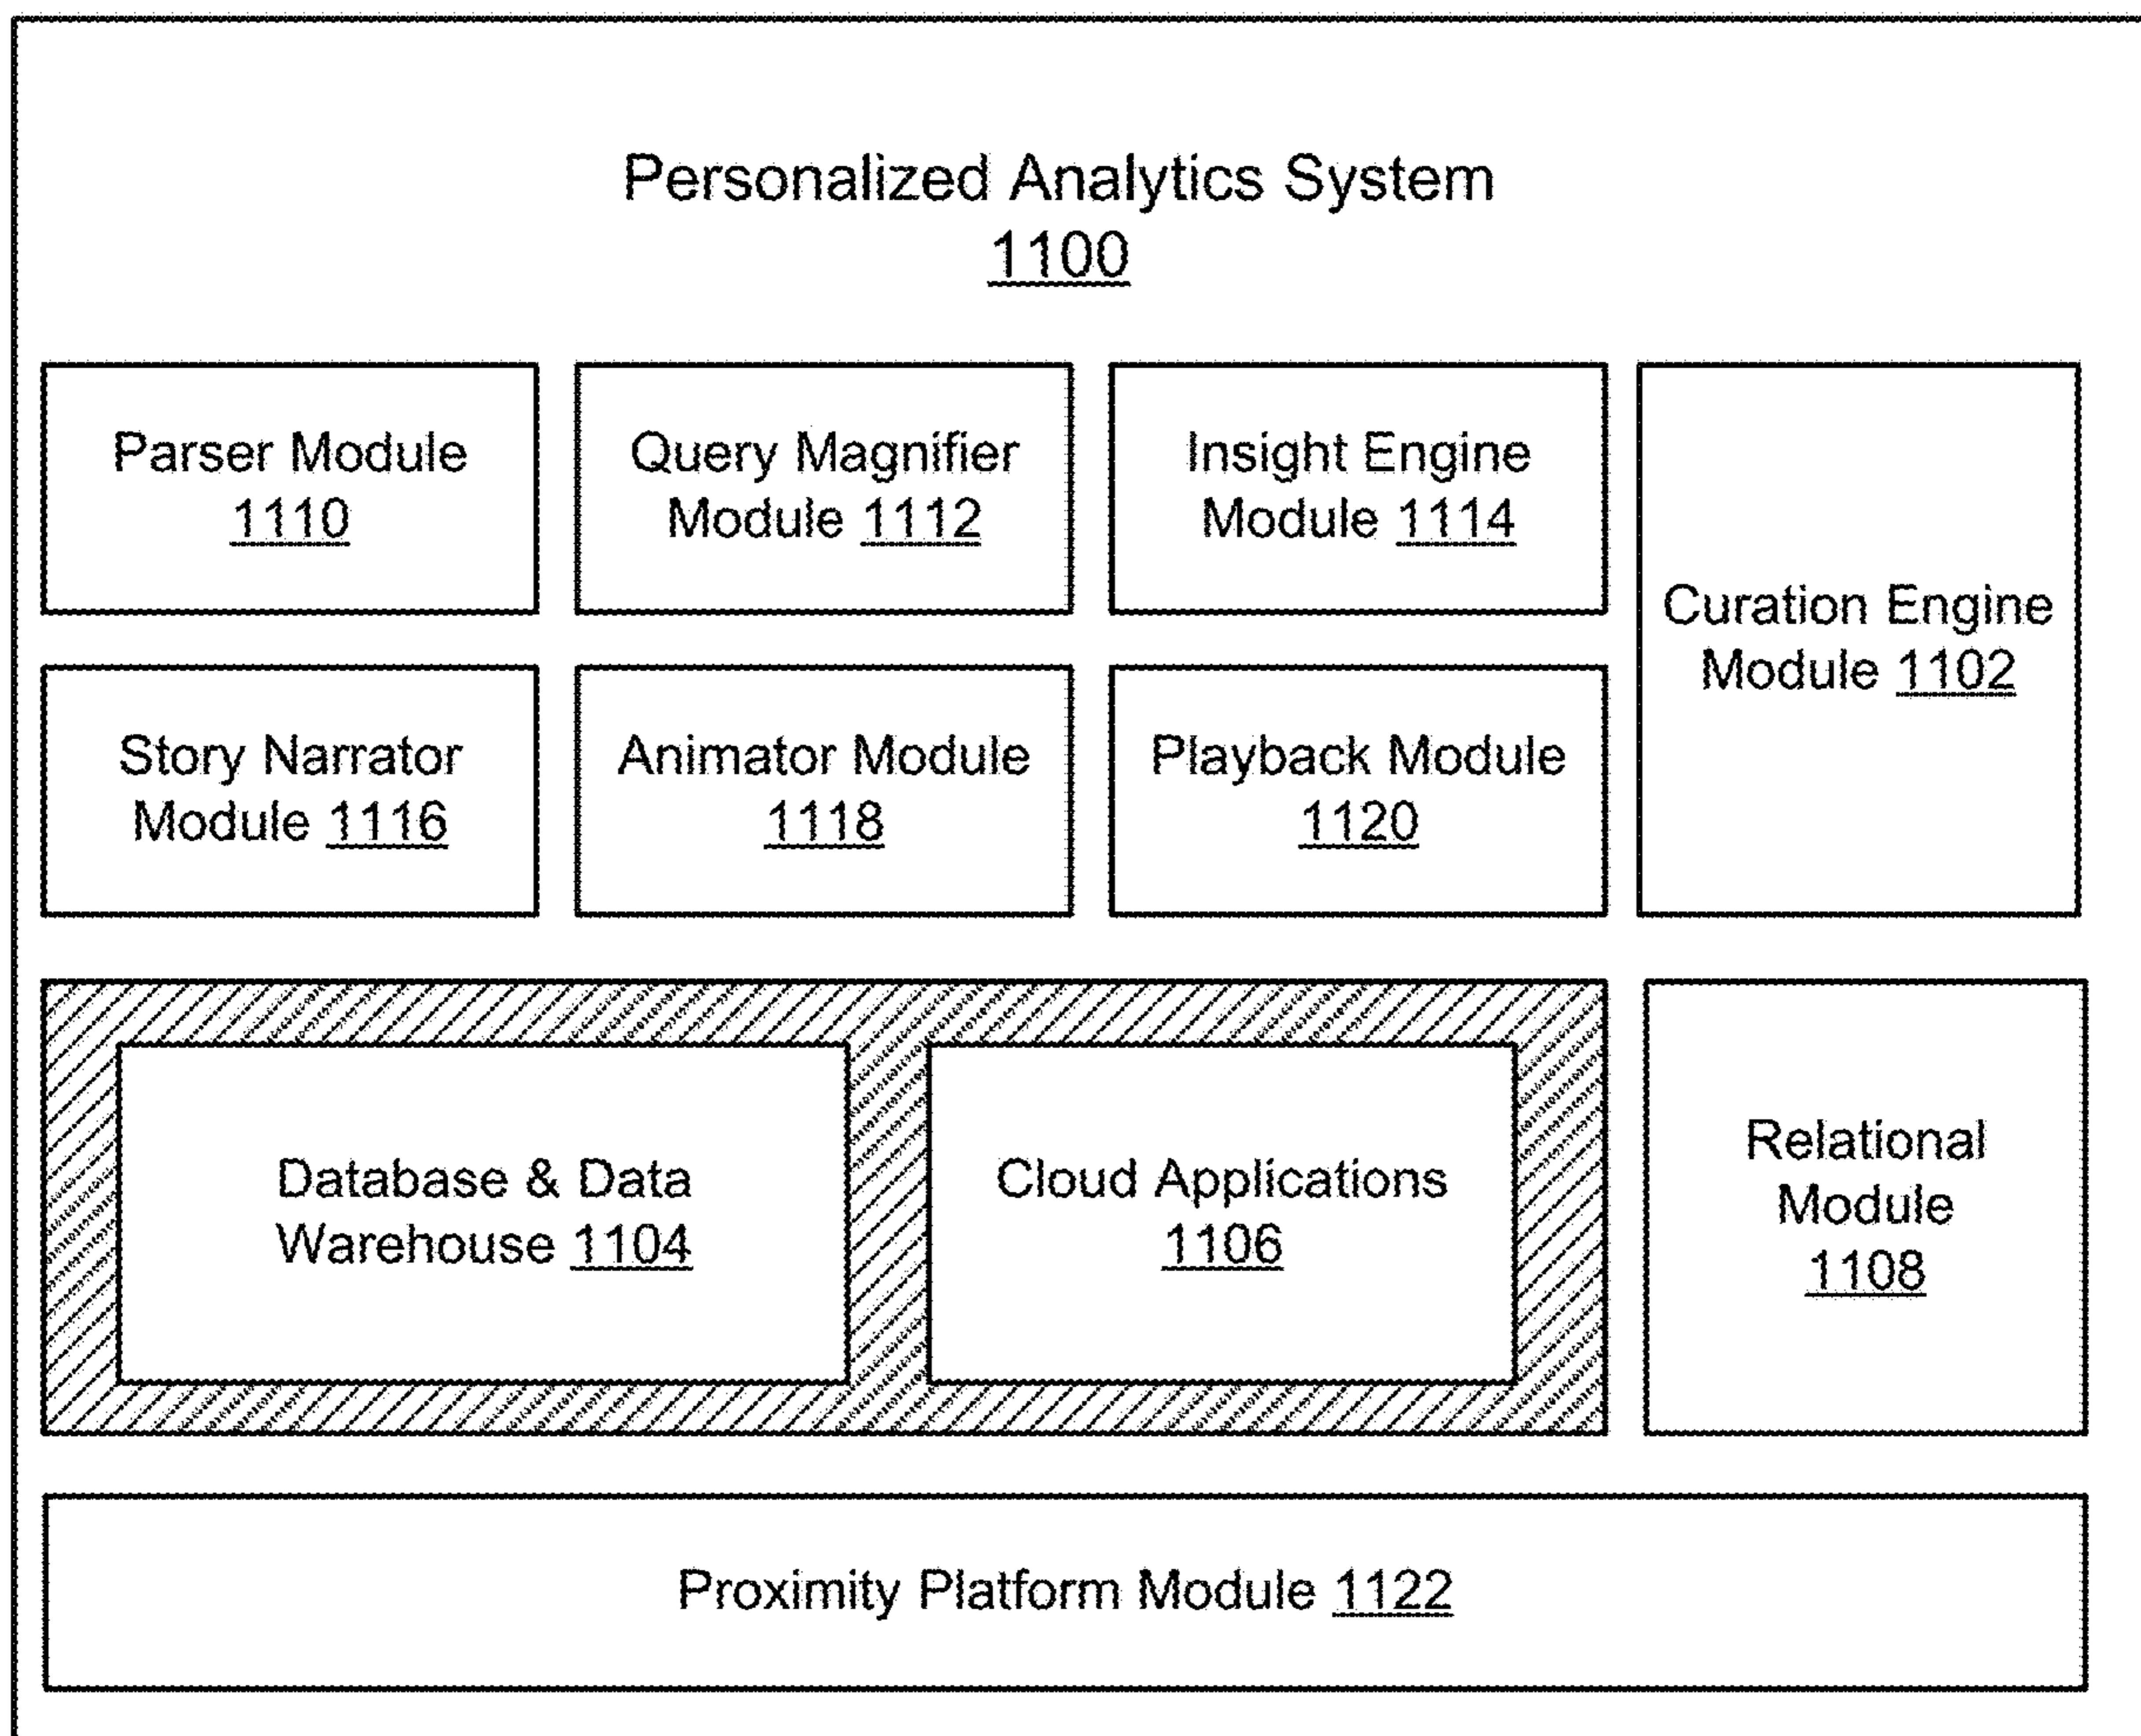 Personalized Analytics System
1100
Parser Module
1110
Query Magnifier
Module 1112
Insight Engine
Module 1114
Curation Engine
Module 1102
Story Narrator
Module 1116
Animator Module
1118
Playback Module
1120
Database & Data
Warehouse 1104
Cloud Applications
1106
Relational
Module
1108
Proximity Platform Module 1122